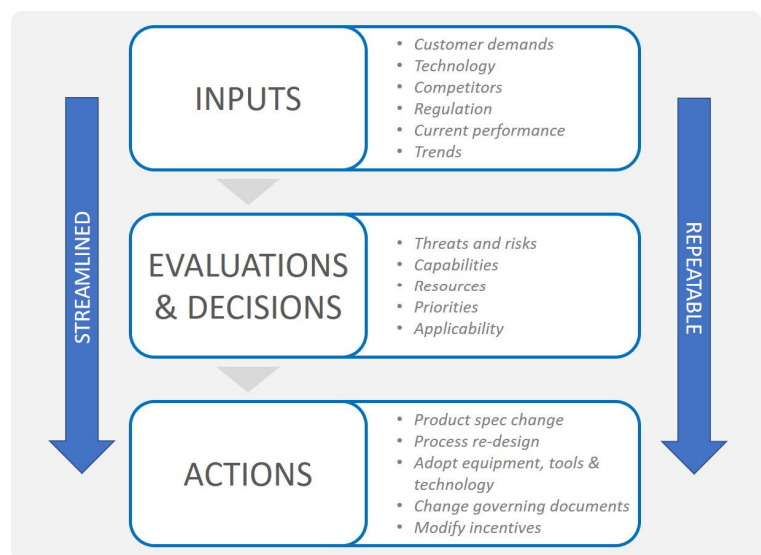 INPUTS
• Customer demands
• Technology
• Competitors
• Regulation
• Current performance
• Trends
STREAMLINED
REPEATABLE
EVALUATIONS
& DECISIONS
• Threats and risks
• Capabilities
• Resources
• Priorities
• Applicability
ACTIONS
• Product spec change
• Process re-design
• Adopt equipment, tools &
technology
• Change governing documents
• Modify incentives